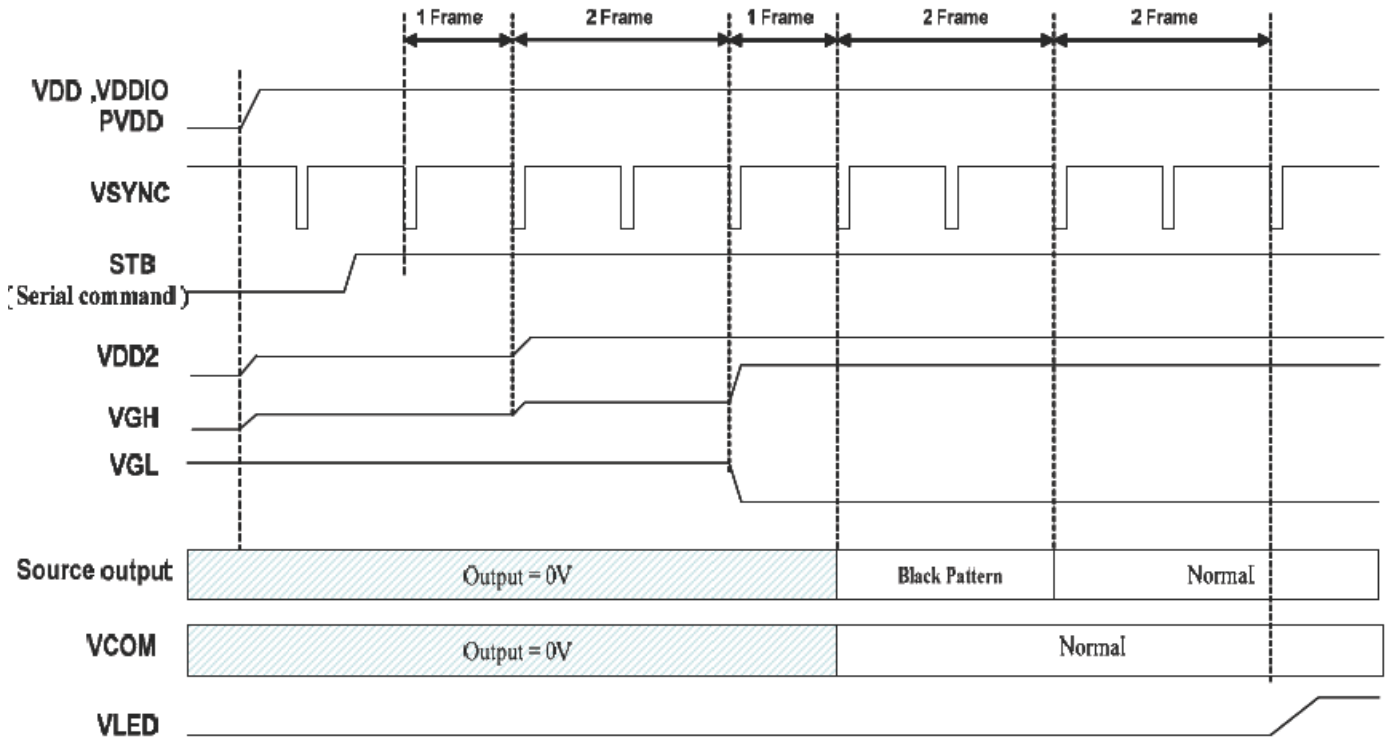 1 Frame 2 Frame 1 Frame 2 Frame 2 Frame
VDD ,VDDIO
PVDD
VSYNC
STB
( Serial command )
VDD2
VGH
VGL
Source output Output = 0V Black Pattern Normal
VCOM Output = 0V Normal
VLED